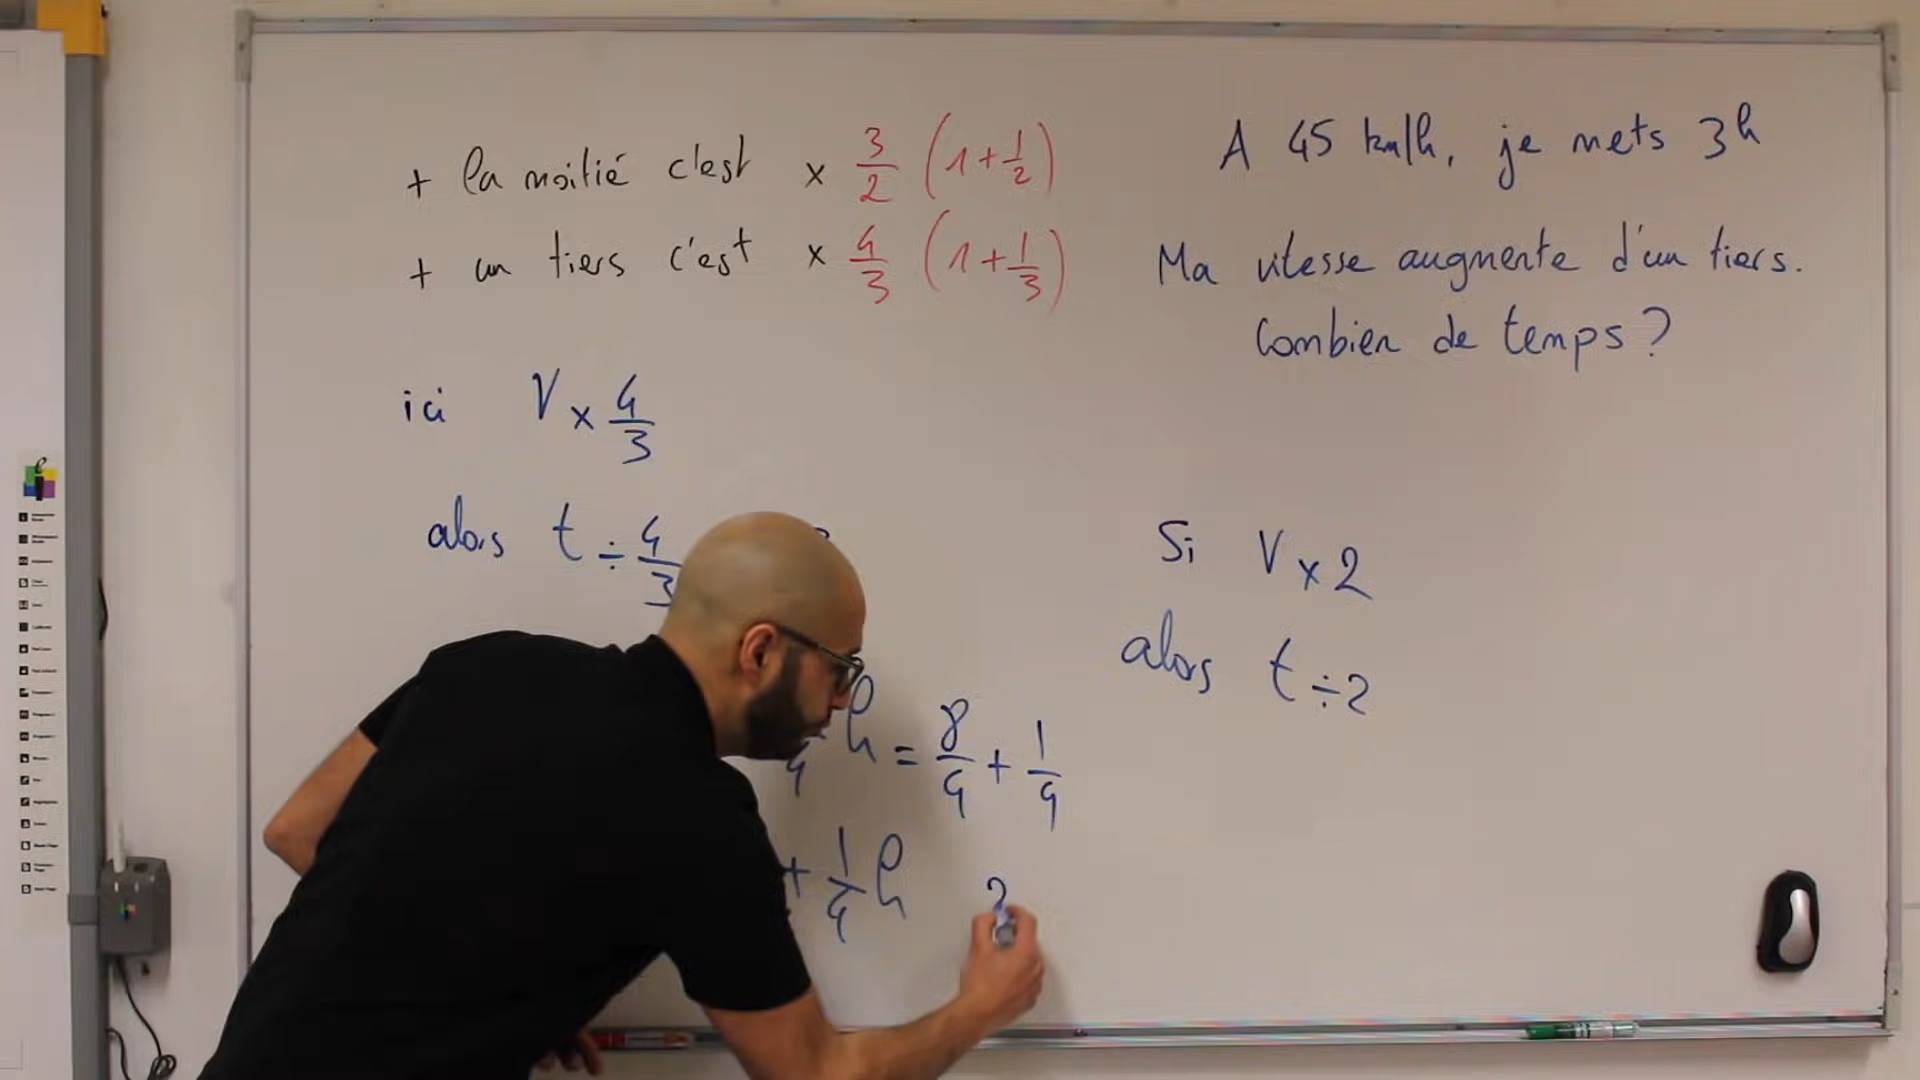 + la moitié c'est × 3/2 (1+1/2)
+ un tiers c'est × 4/3 (1+1/3)
ici V × 4/3
alors t ÷ 4/3
h = 8/4 + 1/4
+ 1/4 h 2
A 45 km/h, je mets 3h
Ma vitesse augmente d'un tiers.
Combien de temps ?
Si V × 2
alors t ÷ 2